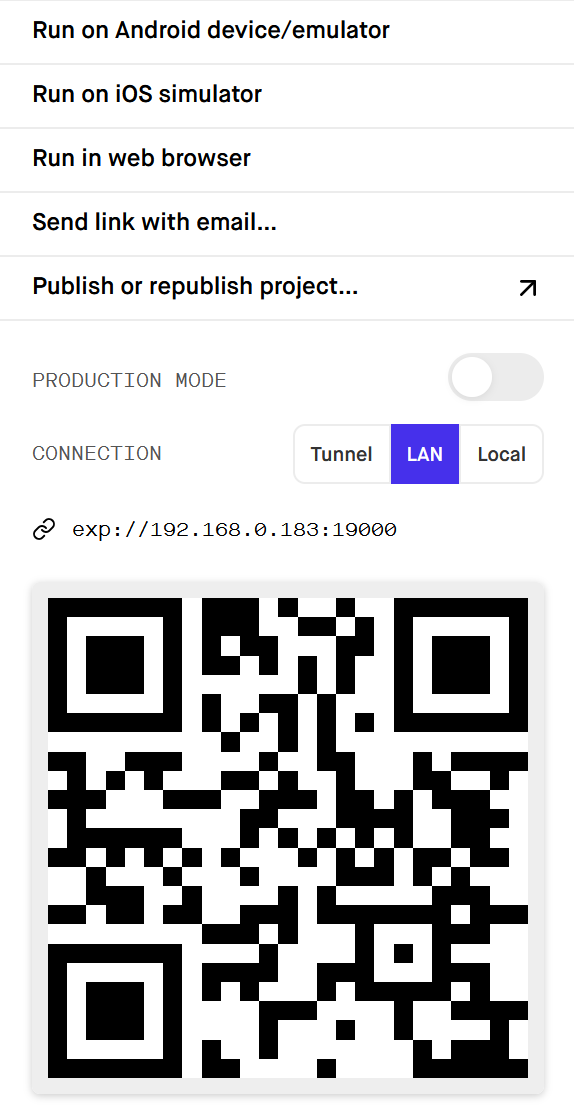 Run on Android device/emulator
Run on iOS simulator
Run in web browser
Send link with email...
Publish or republish project...
PRODUCTION MODE
CONNECTION Tunnel LAN Local
exp://192.168.0.183:19000